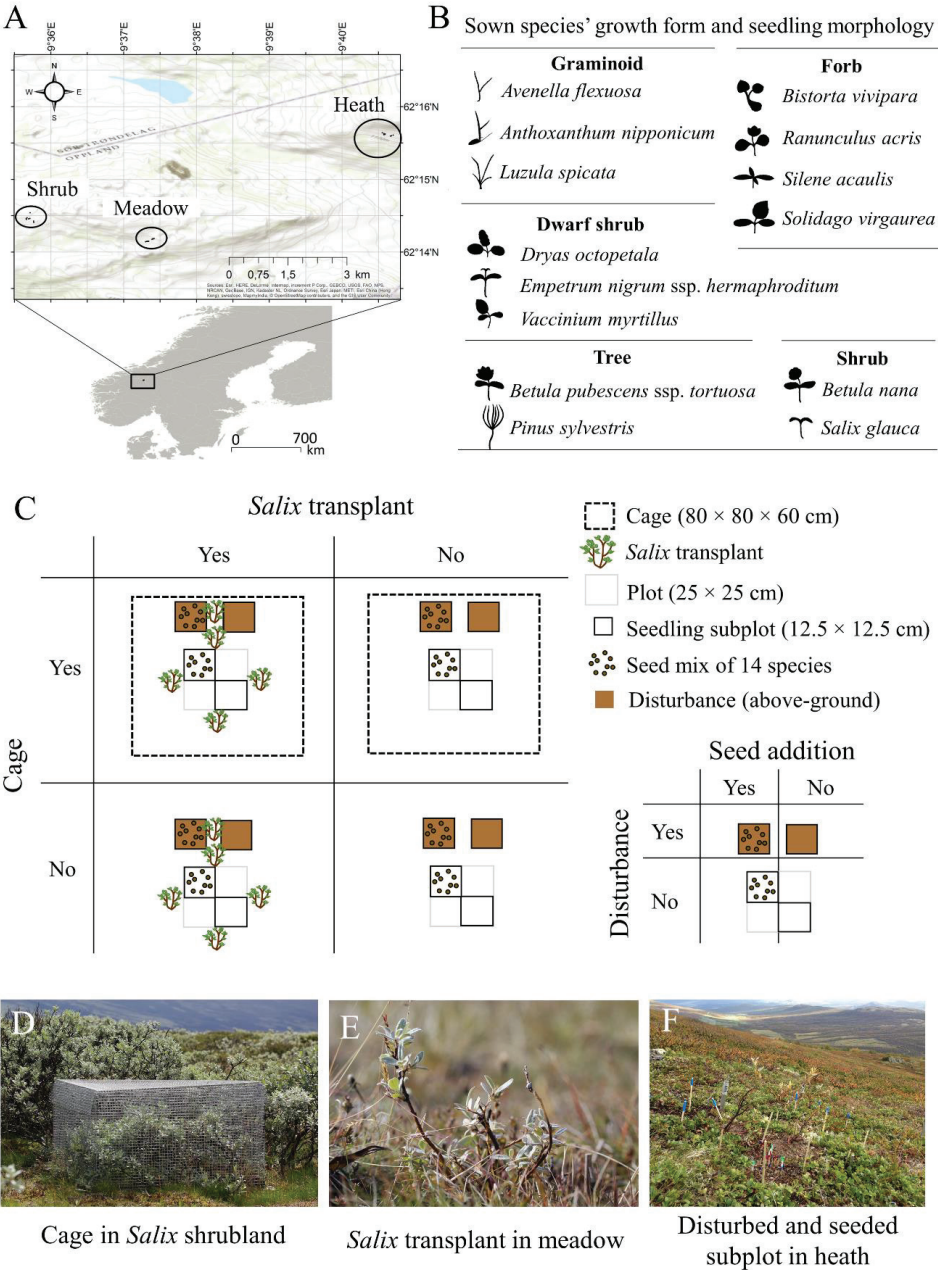 A
9°36'E
9°37'E
9°38'E
9°39'E
9°40'E
N
W
E
S
Heath
62°16'N
SØR-TRONDELAG
OPPLAND
62°15'N
Shrub
Meadow
62°14'N
0 0,75 1,5 3 km
0 700
km
B
Sown species’ growth form and seedling morphology
Graminoid
Avenella flexuosa
Anthoxanthum nipponicum
Luzula spicata
Forb
Bistorta vivipara
Ranunculus acris
Silene acaulis
Solidago virgaurea
Dwarf shrub
Dryas octopetala
Empetrum nigrum ssp. hermaphroditum
Vaccinium myrtillus
Tree
Betula pubescens ssp. tortuosa
Pinus sylvestris
Shrub
Betula nana
Salix glauca
C
Salix transplant
Yes
No
Cage
Yes
No
Cage (80 × 80 × 60 cm)
Salix transplant
Plot (25 × 25 cm)
Seedling subplot (12.5 × 12.5 cm)
Seed mix of 14 species
Disturbance (above-ground)
Seed addition
Yes
No
Disturbance
Yes
No
D
E
F
Cage in Salix shrubland
Salix transplant in meadow
Disturbed and seeded
subplot in heath